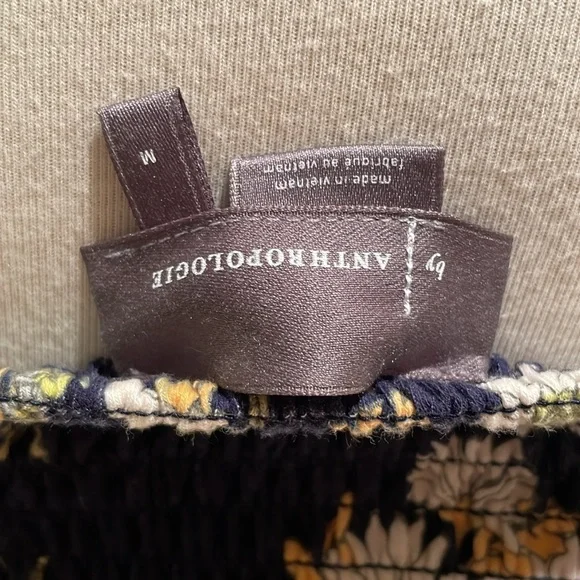 by
ANTHROPOLOGIE
made in vietnam
fabriqué au vietnam
M